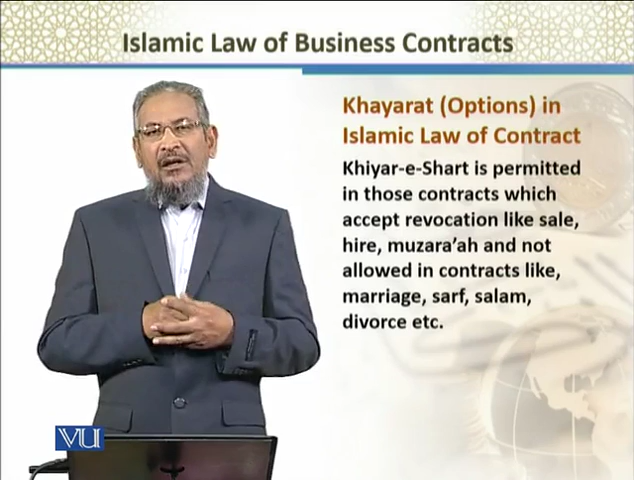 Islamic Law of Business Contracts
Khayarat (Options) in
Islamic Law of Contract
Khiyar-e-Shart is permitted
in those contracts which
accept revocation like sale,
hire, muzara’ah and not
allowed in contracts like,
marriage, sarf, salam,
divorce etc.
VU